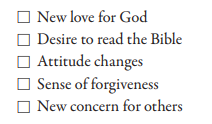 ☐ New love for God
☐ Desire to read the Bible
☐ Attitude changes
☐ Sense of forgiveness
☐ New concern for others